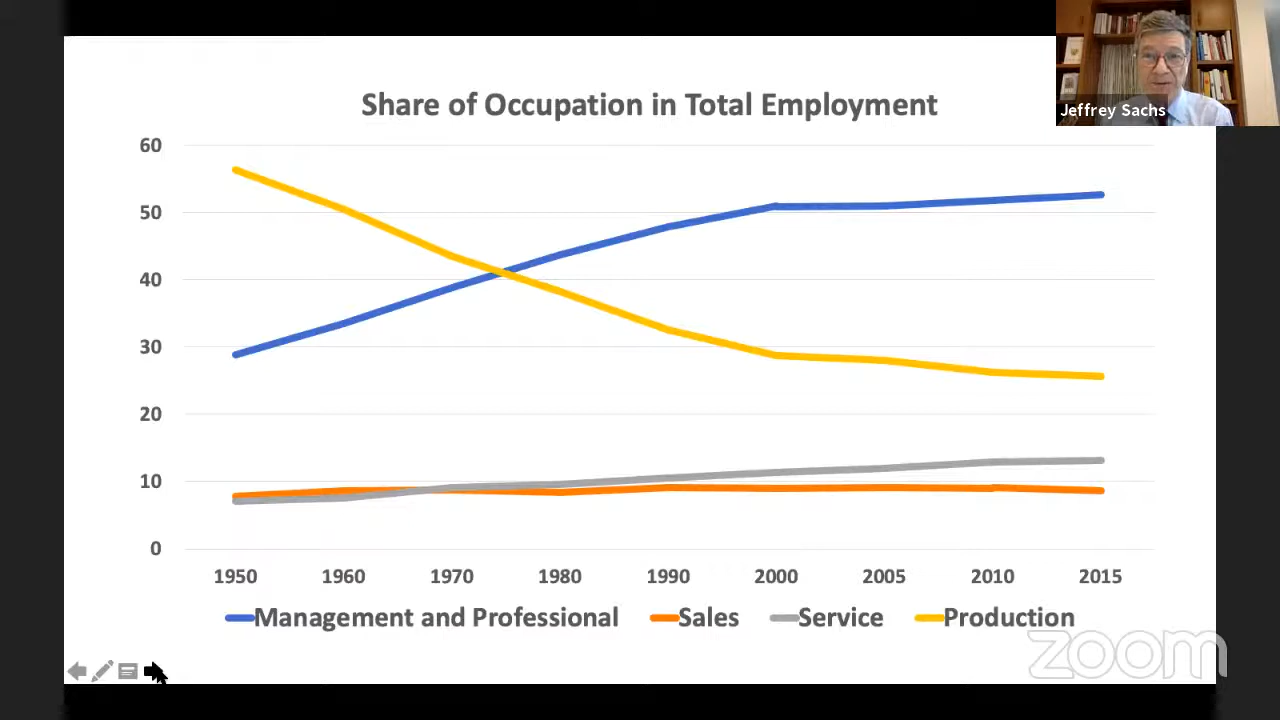 Jeffrey Sachs
Share of Occupation in Total Employment
60
50
40
30
20
10
0
1950 1960 1970 1980 1990 2000 2005 2010 2015
Management and Professional Sales Service Production
zoom